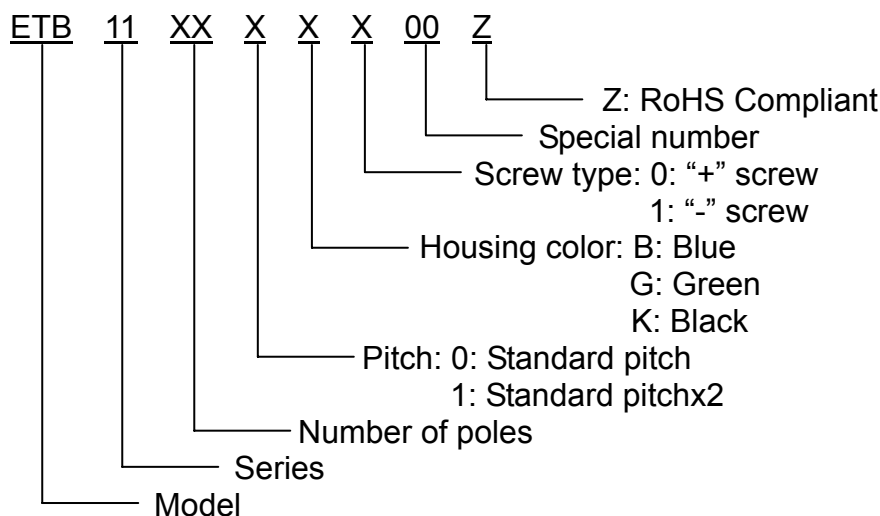 ETB 11 XX X X X 00 Z
Z: RoHS Compliant
Special number
Screw type: 0: “+” screw
1: “-” screw
Housing color: B: Blue
G: Green
K: Black
Pitch: 0: Standard pitch
1: Standard pitchx2
Number of poles
Series
Model